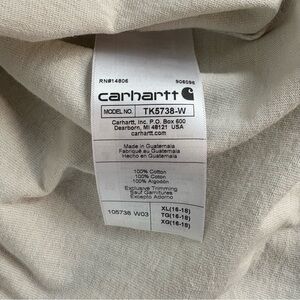 RN#14806 906098
carhartt
MODEL NO. TK5738-W
Carhartt, Inc. P.O. Box 600
Dearborn, MI 48121 USA
carhartt.com
Made in Guatemala
Fabriqué au Guatemala
Hecho en Guatemala
100% Cotton
100% Coton
100% Algodón
Exclusive Trimming
Sauf Garnitures
Excepto Adorno
105738 W03
XL(16-18)
TG(16-18)
XG(16-18)